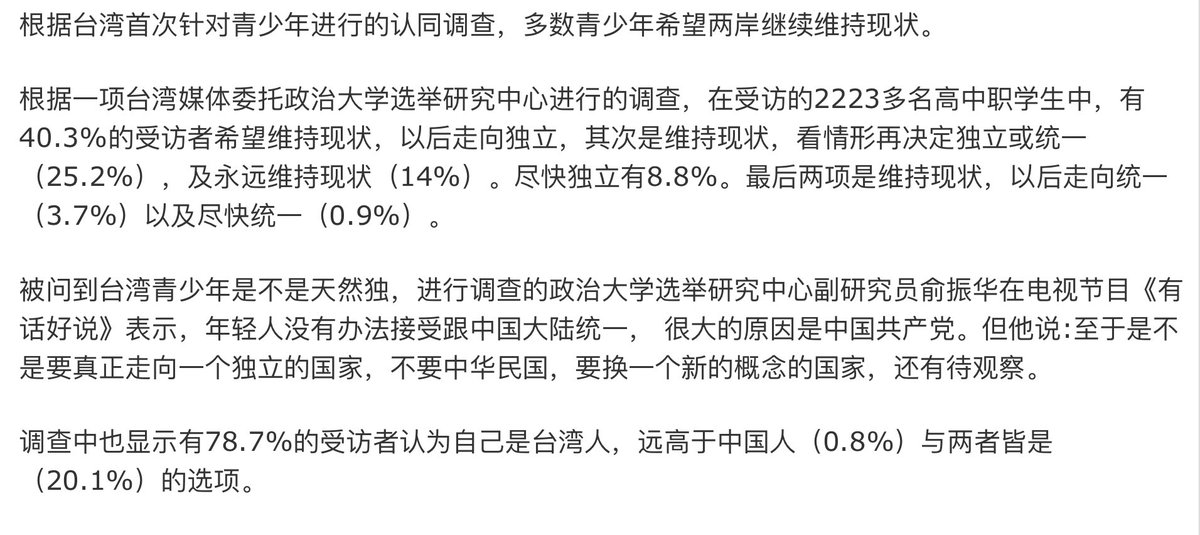 根据台湾首次针对青少年进行的认同调查，多数青少年希望两岸继续维持现状。
根据一项台湾媒体委托政治大学选举研究中心进行的调查，在受访的2223多名高中职学生中，有
40.3%的受访者希望维持现状，以后走向独立，其次是维持现状，看情形再决定独立或统一
（25.2%），及永远维持现状（14%）。尽快独立有8.8%。最后两项是维持现状，以后走向统一
（3.7%）以及尽快统一（0.9%）。
被问到台湾青少年是不是天然独，进行调查的政治大学选举研究中心副研究员俞振华在电视节目《有
话好说》表示，年轻人没有办法接受跟中国大陆统一， 很大的原因是中国共产党。但他说:至于是不
是要真正走向一个独立的国家，不要中华民国，要换一个新的概念的国家，还有待观察。
调查中也显示有78.7%的受访者认为自己是台湾人，远高于中国人（0.8%）与两者皆是
（20.1%）的选项。